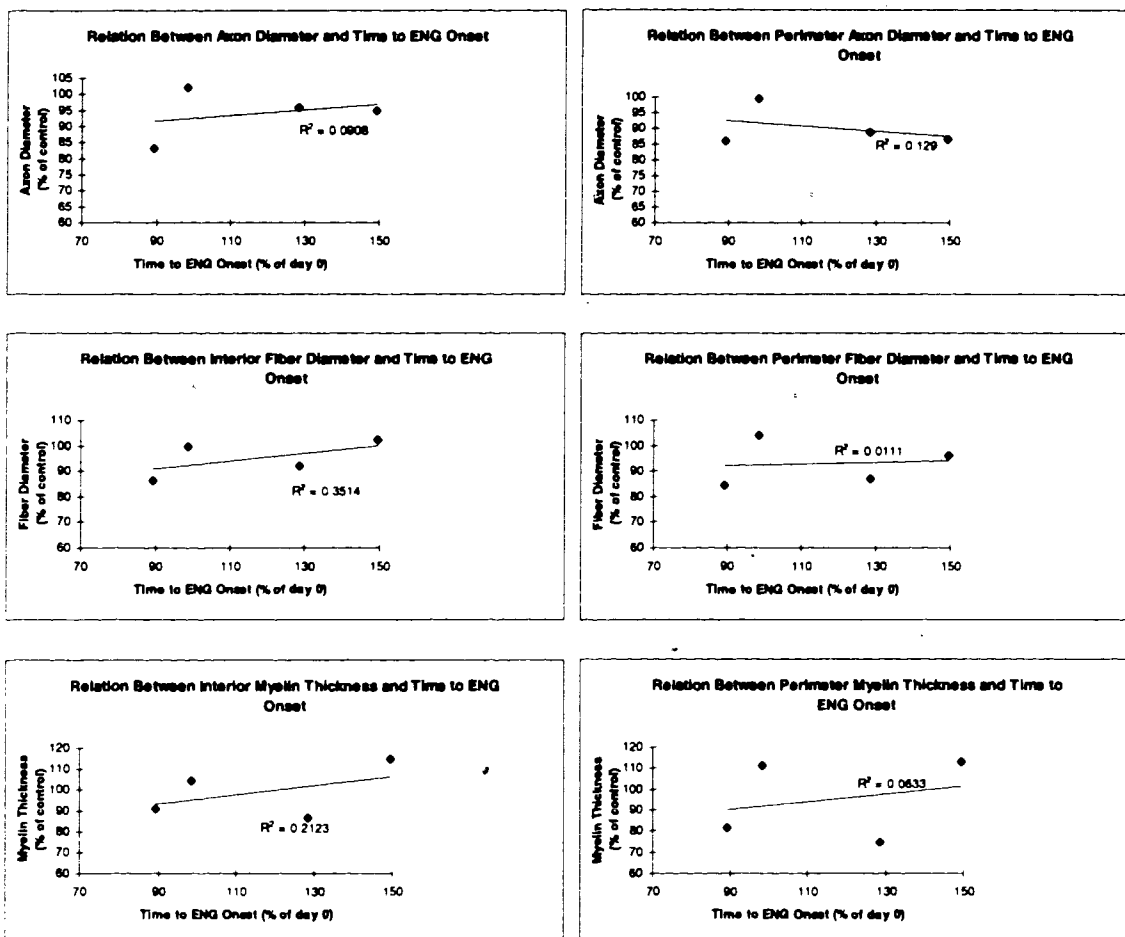 Relation Between Axon Diameter and Time to ENG Onset
Axon Diameter
(% of control)
105
100
95
90
85
80
75
70
65
60
R² = 0.0908
70 90 110 130 150
Time to ENG Onset (% of day 0)
Relation Between Perimeter Axon Diameter and Time to ENG
Onset
Axon Diameter
(% of control)
100
95
90
85
80
75
70
65
60
R² = 0.129
70 90 110 130 150
Time to ENG Onset (% of day 0)
Relation Between Interior Fiber Diameter and Time to ENG
Onset
Fiber Diameter
(% of control)
110
100
90
80
70
60
R² = 0.3514
70 90 110 130 150
Time to ENG Onset (% of day 0)
Relation Between Perimeter Fiber Diameter and Time to ENG
Onset
Fiber Diameter
(% of control)
110
100
90
80
70
60
R² = 0.0111
70 90 110 130 150
Time to ENG Onset (% of day 0)
Relation Between Interior Myelin Thickness and Time to ENG
Onset
Myelin Thickness
(% of control)
120
110
100
90
80
70
60
R² = 0.2123
70 90 110 130 150
Time to ENG Onset (% of day 0)
Relation Between Perimeter Myelin Thickness and Time to
ENG Onset
Myelin Thickness
(% of control)
120
110
100
90
80
70
60
R² = 0.0633
70 90 110 130 150
Time to ENG Onset (% of day 0)